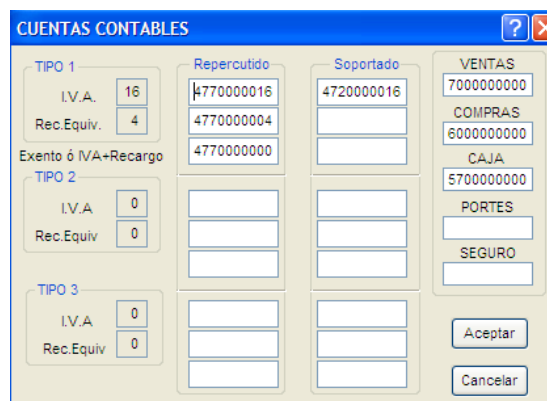 CUENTAS CONTABLES
TIPO 1 Repercutido Soportado VENTAS
I.V.A. 16 4770000016 4720000016 7000000000
Rec.Equiv. 4 4770000004 COMPRAS
6000000000
Exento ó IVA+Recargo 4770000000 CAJA
5700000000
TIPO 2
I.V.A 0 PORTES
Rec.Equiv 0
SEGURO
TIPO 3
I.V.A 0
Rec.Equiv 0
Aceptar
Cancelar